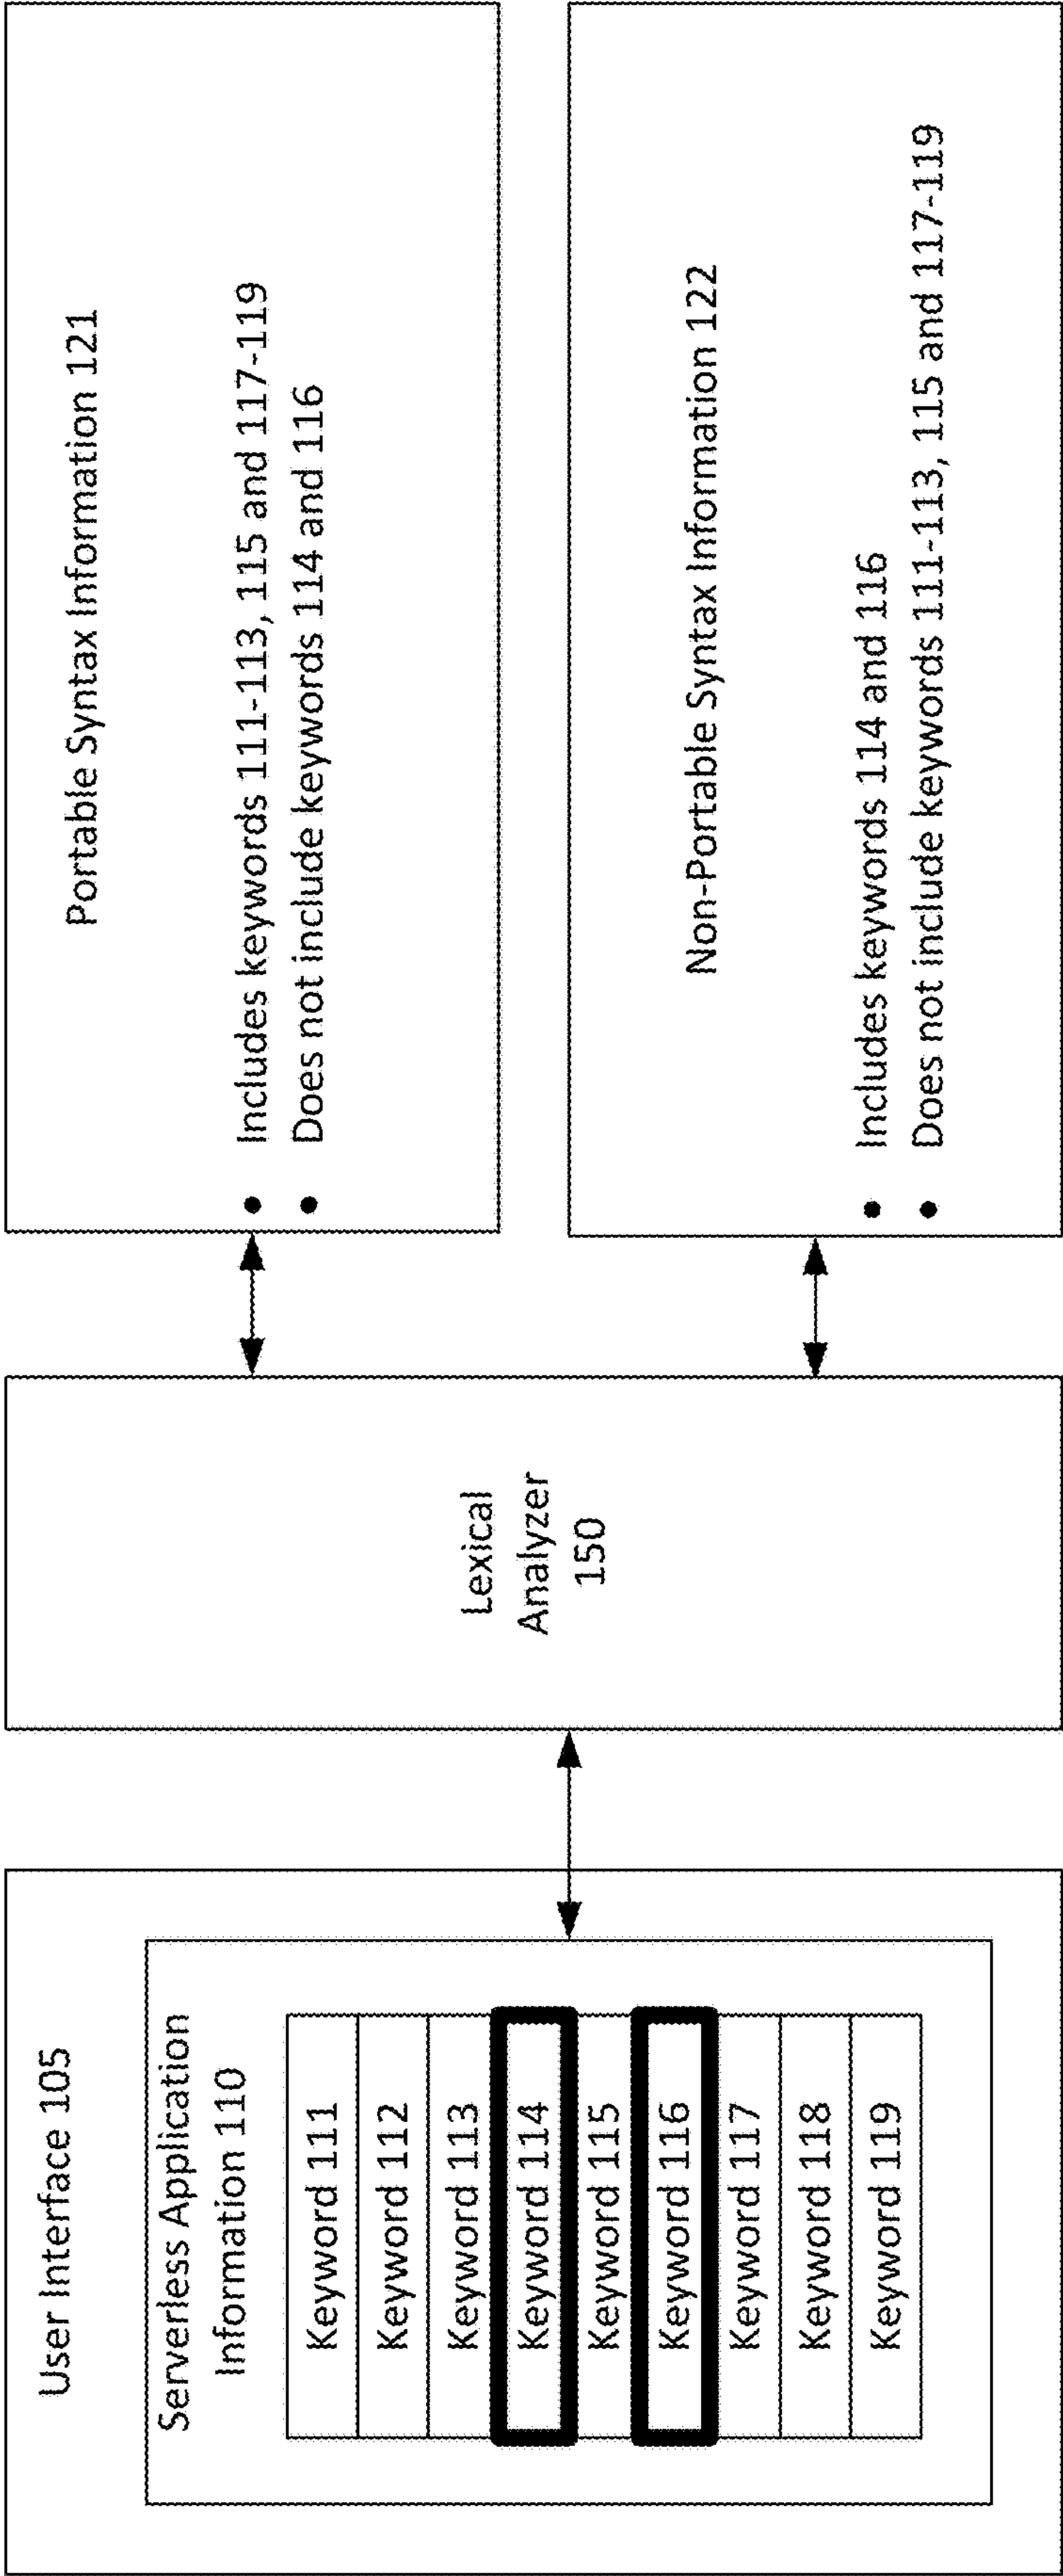 User Interface 105
Serverless Application
Information 110
Keyword 111
Keyword 112
Keyword 113
Keyword 114
Keyword 115
Keyword 116
Keyword 117
Keyword 118
Keyword 119
Lexical
Analyzer
150
Portable Syntax Information 121
• Includes keywords 111-113, 115 and 117-119
• Does not include keywords 114 and 116
Non-Portable Syntax Information 122
• Includes keywords 114 and 116
• Does not include keywords 111-113, 115 and 117-119